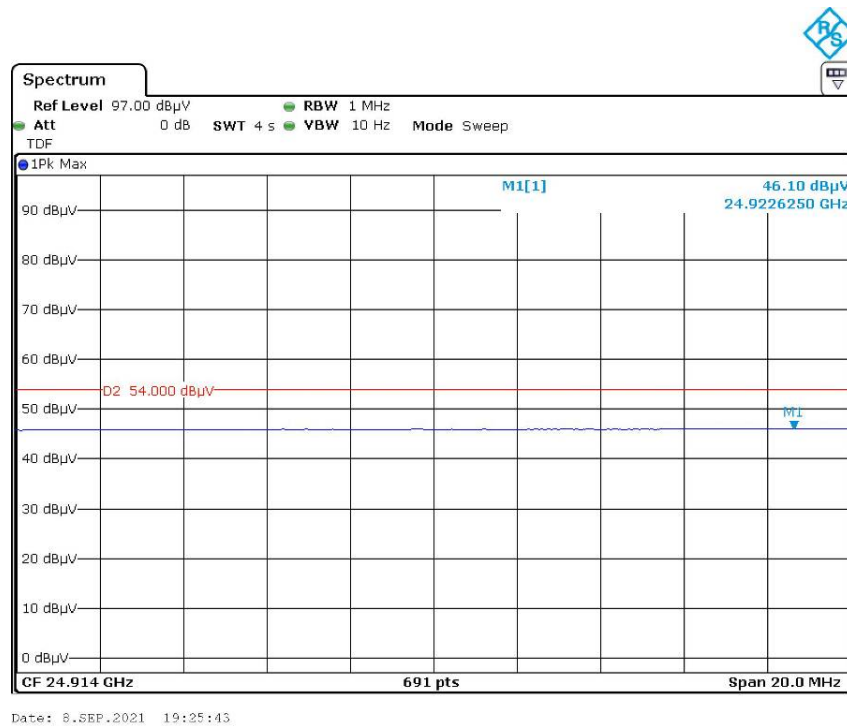 R&S
Spectrum
Ref Level 97.00 dBµV RBW 1 MHz
Att 0 dB SWT 4 s VBW 10 Hz Mode Sweep
TDF
1Pk Max
M1[1] 46.10 dBµV
24.9226250 GHz
90 dBµV
80 dBµV
70 dBµV
60 dBµV
D2 54.000 dBµV
50 dBµV
M1
40 dBµV
30 dBµV
20 dBµV
10 dBµV
0 dBµV
CF 24.914 GHz 691 pts Span 20.0 MHz
Date: 8.SEP.2021 19:25:43